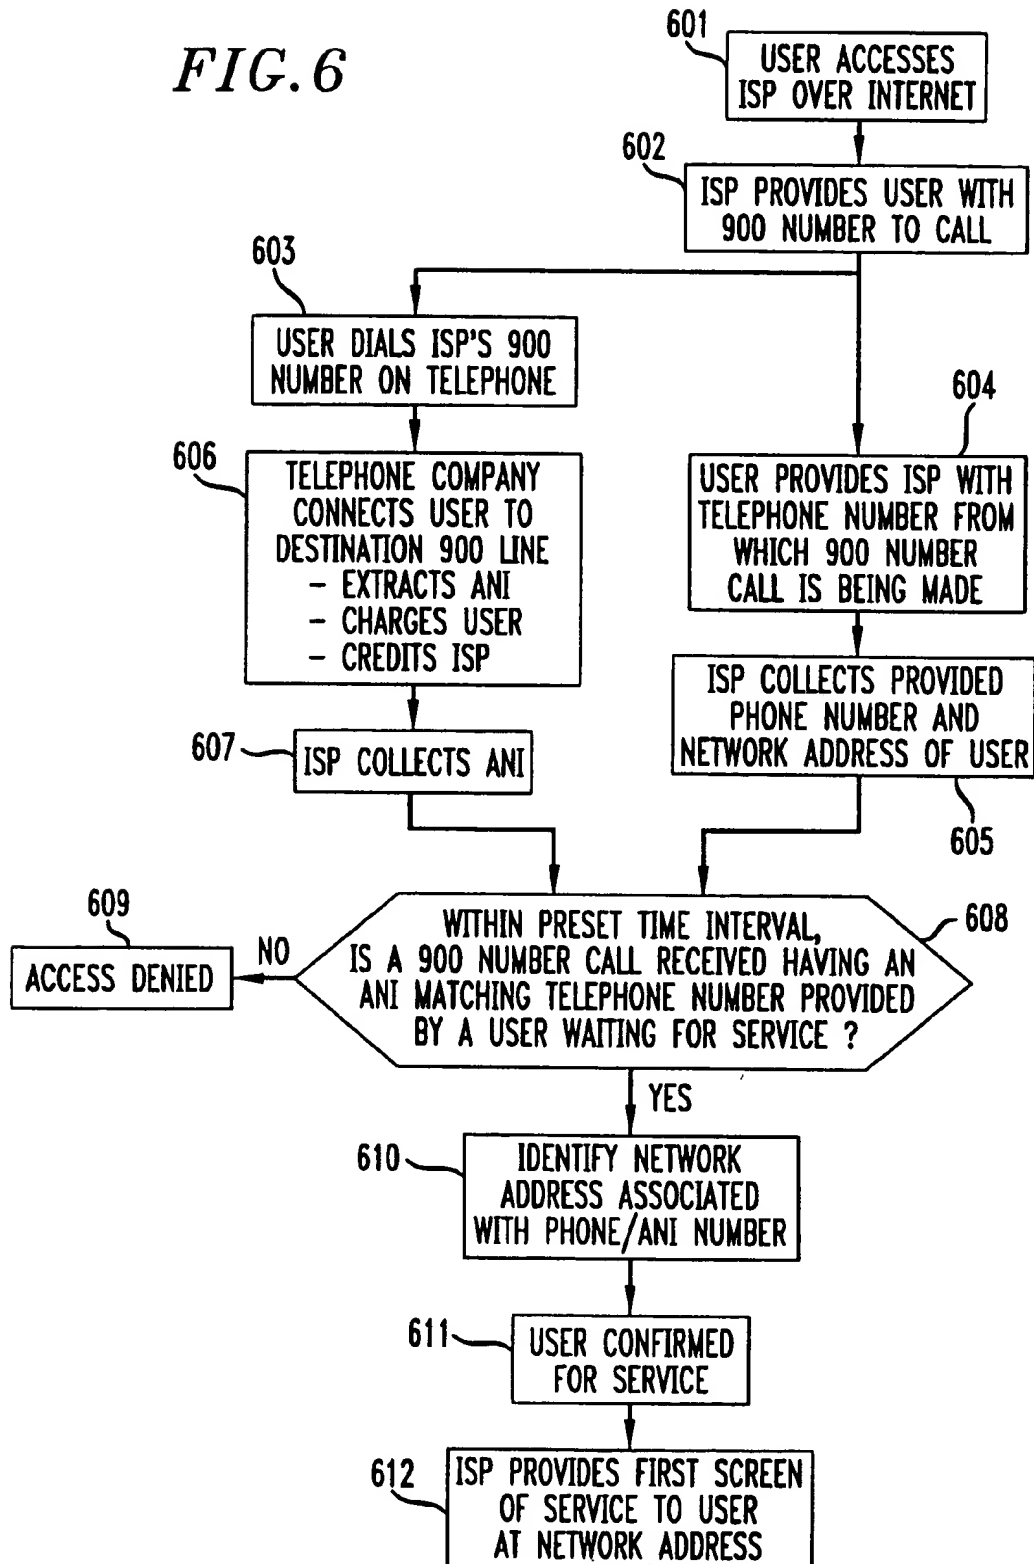 FIG. 6
601
USER ACCESSES
ISP OVER INTERNET
602
ISP PROVIDES USER WITH
900 NUMBER TO CALL
603
USER DIALS ISP'S 900
NUMBER ON TELEPHONE
604
USER PROVIDES ISP WITH
TELEPHONE NUMBER FROM
WHICH 900 NUMBER
CALL IS BEING MADE
606
TELEPHONE COMPANY
CONNECTS USER TO
DESTINATION 900 LINE
- EXTRACTS ANI
- CHARGES USER
- CREDITS ISP
ISP COLLECTS PROVIDED
PHONE NUMBER AND
NETWORK ADDRESS OF USER
605
607
ISP COLLECTS ANI
608
WITHIN PRESET TIME INTERVAL,
IS A 900 NUMBER CALL RECEIVED HAVING AN
ANI MATCHING TELEPHONE NUMBER PROVIDED
BY A USER WAITING FOR SERVICE ?
609
NO
ACCESS DENIED
YES
610
IDENTIFY NETWORK
ADDRESS ASSOCIATED
WITH PHONE/ANI NUMBER
611
USER CONFIRMED
FOR SERVICE
612
ISP PROVIDES FIRST SCREEN
OF SERVICE TO USER
AT NETWORK ADDRESS